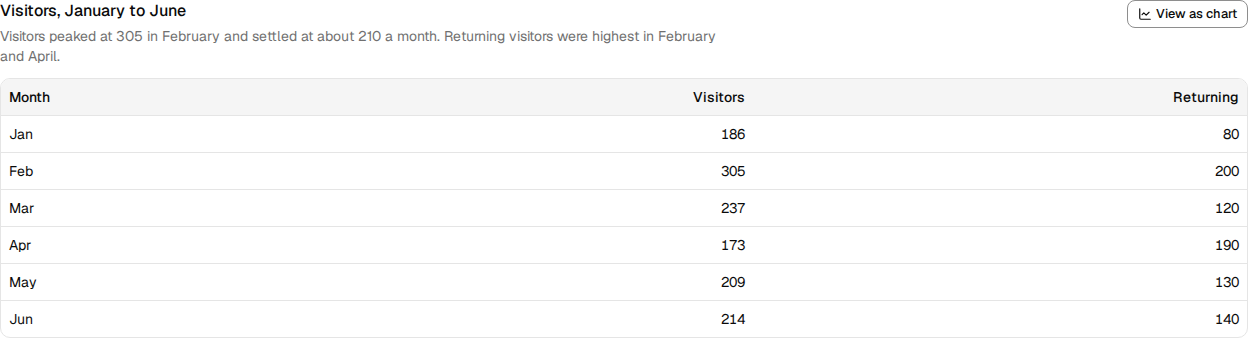 Visitors, January to June
View as chart
Visitors peaked at 305 in February and settled at about 210 a month. Returning visitors were highest in February
and April.
Month Visitors Returning
Jan 186 80
Feb 305 200
Mar 237 120
Apr 173 190
May 209 130
Jun 214 140